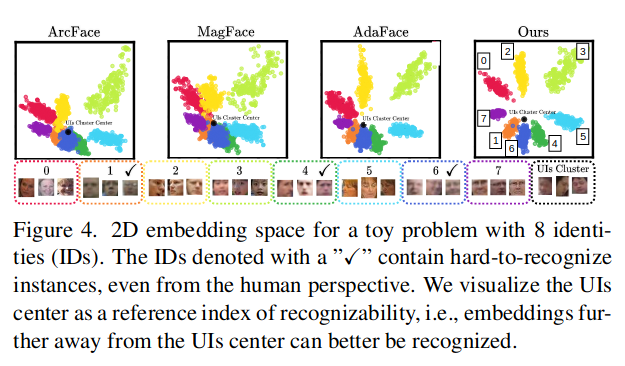 ArcFace MagFace AdaFace Ours
0 2 3
UIs Cluster Center UIs Cluster Center UIs Cluster Center UIs Cluster Center
7
1 6 4 5
0 1 ✓ 2 3 4 ✓ 5 6 ✓ 7 UIs Cluster
Figure 4. 2D embedding space for a toy problem with 8 identi-
ties (IDs). The IDs denoted with a ”✓” contain hard-to-recognize
instances, even from the human perspective. We visualize the UIs
center as a reference index of recognizability, i.e., embeddings fur-
ther away from the UIs center can better be recognized.